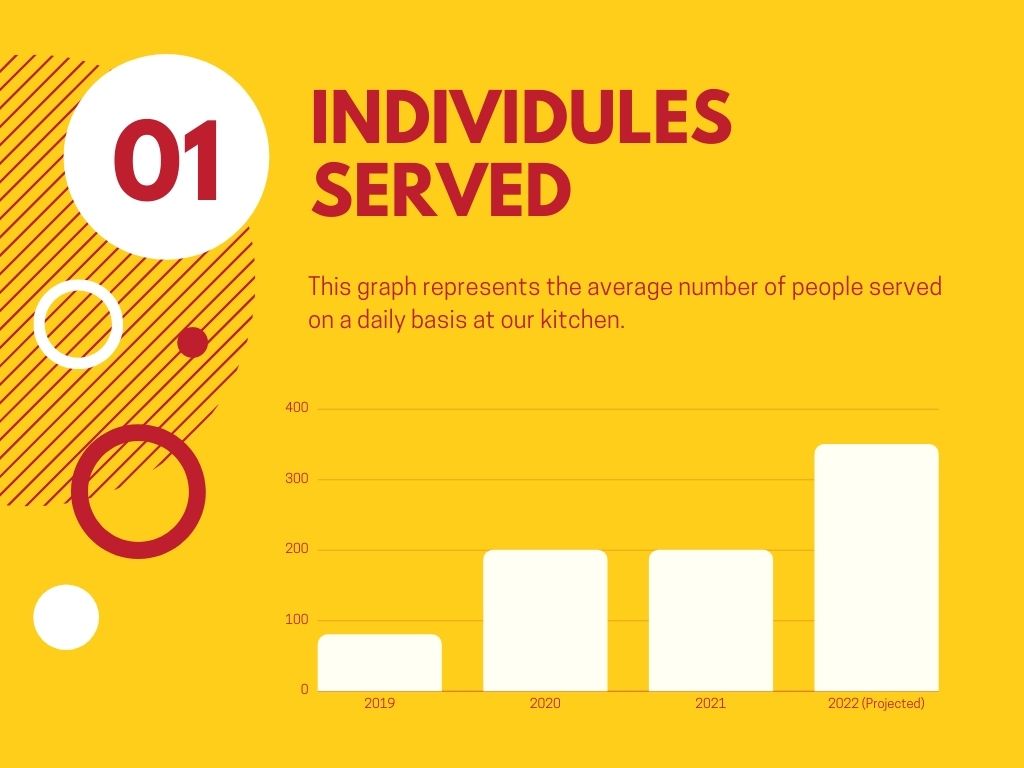 01
INDIVIDULES
SERVED
This graph represents the average number of people served
on a daily basis at our kitchen.
400
300
200
100
0
2019
2020
2021
2022 (Projected)